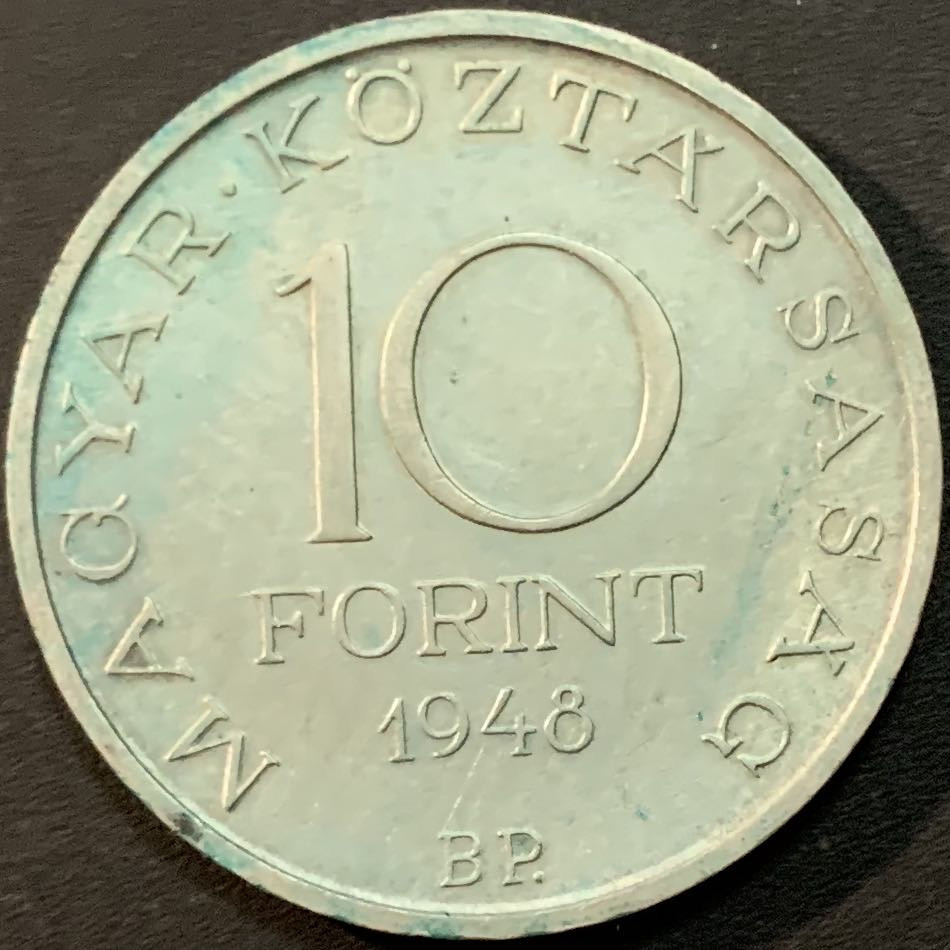 MAGYAR · KÖZTÁRSASÁG
10
FORINT
1948
BP.